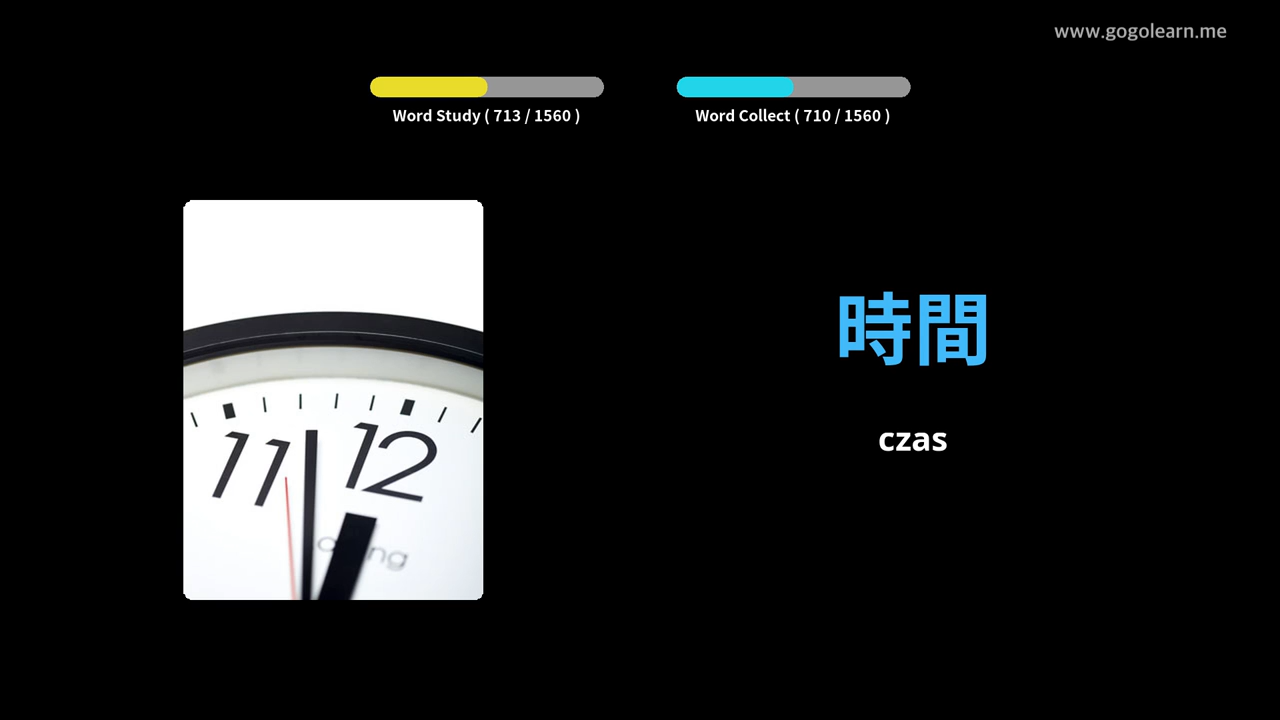 www.gogolearn.me
Word Study ( 713 / 1560 )
Word Collect ( 710 / 1560 )
11
12
時間
czas